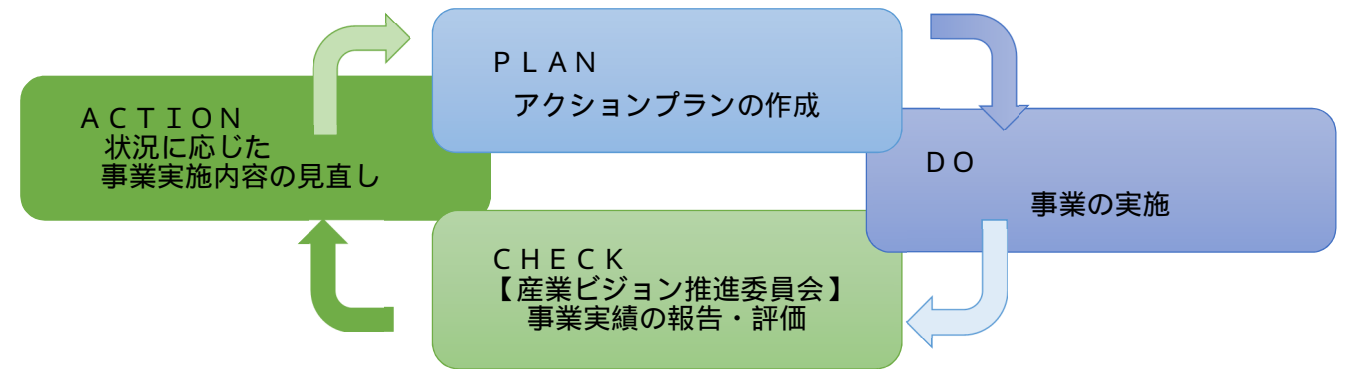 ＰＬＡＮ
アクションプランの作成
ＡＣＴＩＯＮ
状況に応じた
事業実施内容の見直し
ＤＯ
事業の実施
ＣＨＥＣＫ
【産業ビジョン推進委員会】
事業実績の報告・評価